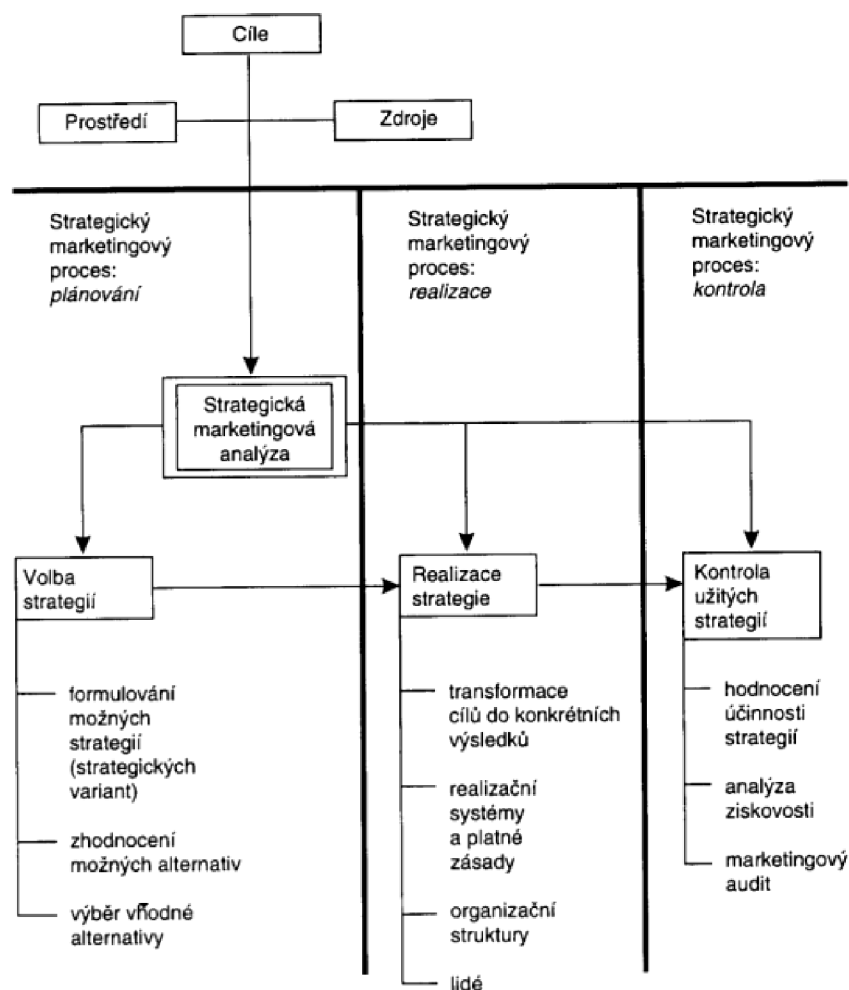 Cíle
Prostředí
Zdroje
Strategický
marketingový
proces:
plánování
Strategický
marketingový
proces:
realizace
Strategický
marketingový
proces:
kontrola
Strategická
marketingová
analýza
Volba
strategií
Realizace
strategie
Kontrola
užitých
strategií
formulování
možných
strategií
(strategických
variant)
zhodnocení
možných alternativ
výběr vhodné
alternativy
transformace
cílů do konkrétních
výsledků
realizační
systémy
a platné
zásady
organizační
struktury
lidé
hodnocení
účinnosti
strategií
analýza
ziskovosti
marketingový
audit